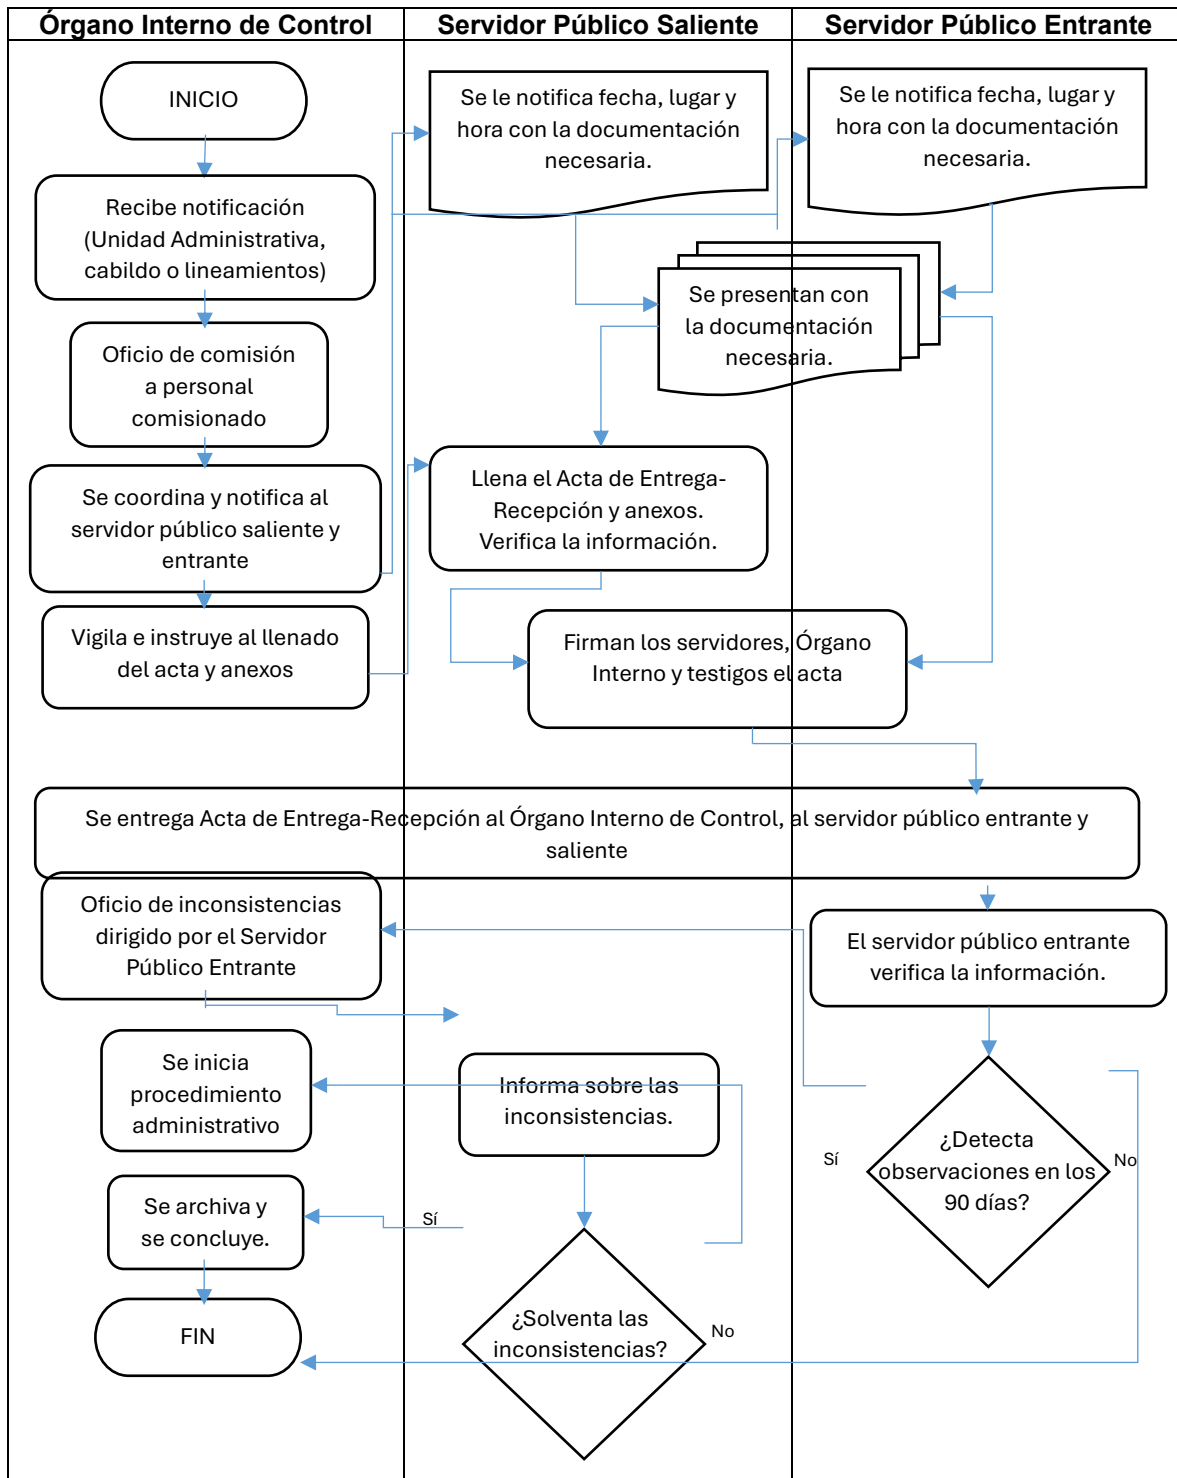 Órgano Interno de Control
Servidor Público Saliente
Servidor Público Entrante
INICIO
Se le notifica fecha, lugar y
hora con la documentación
necesaria.
Se le notifica fecha, lugar y
hora con la documentación
necesaria.
Recibe notificación
(Unidad Administrativa,
cabildo o lineamientos)
Se presentan con
la documentación
necesaria.
Oficio de comisión
a personal
comisionado
Se coordina y notifica al
servidor público saliente y
entrante
Llena el Acta de Entrega-
Recepción y anexos.
Verifica la información.
Vigila e instruye al llenado
del acta y anexos
Firman los servidores, Órgano
Interno y testigos el acta
Se entrega Acta de Entrega-Recepción al Órgano Interno de Control, al servidor público entrante y
saliente
Oficio de inconsistencias
dirigido por el Servidor
Público Entrante
El servidor público entrante
verifica la información.
Se inicia
procedimiento
administrativo
Informa sobre las
inconsistencias.
¿Detecta
observaciones en los
90 días?
Sí
No
Se archiva y
se concluye.
Sí
¿Solventa las
inconsistencias?
No
FIN